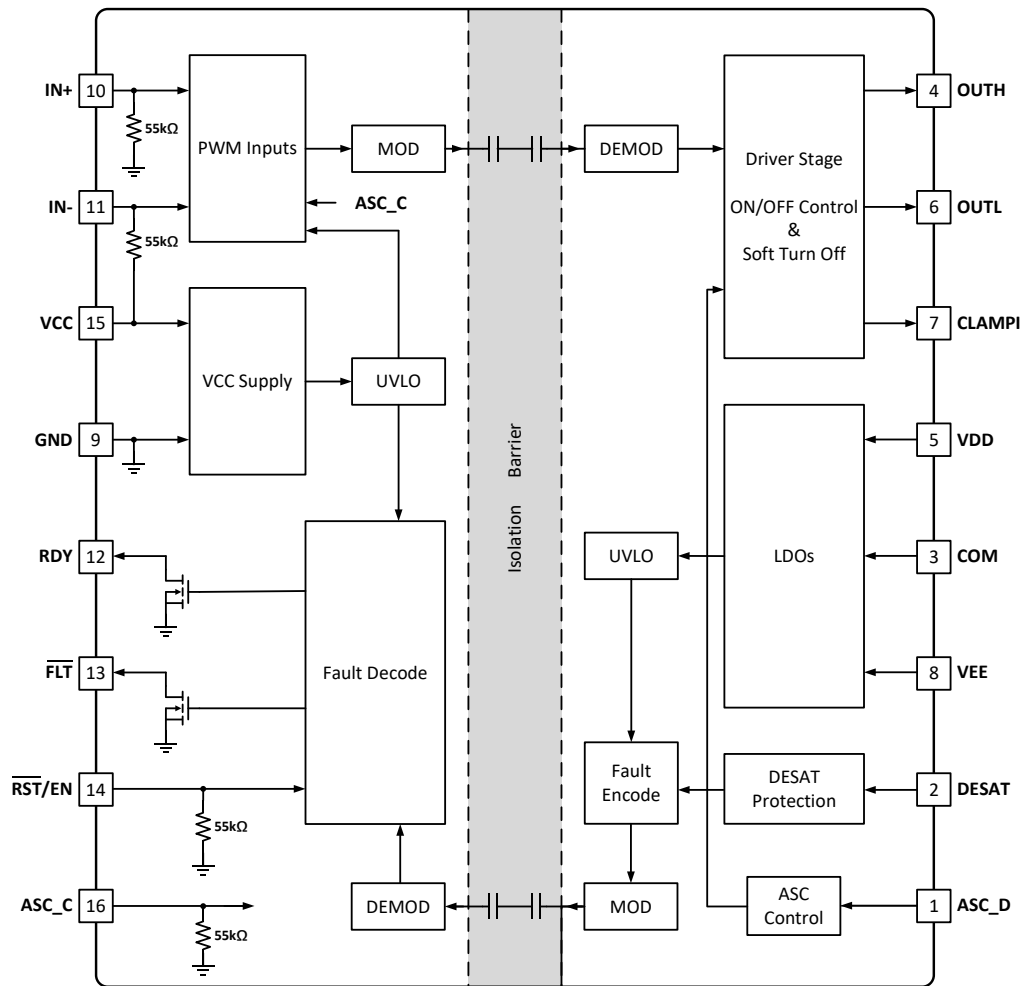 IN+
10
55kΩ
IN-
11
55kΩ
PWM Inputs
MOD
ASC_C
VCC
15
GND
9
VCC Supply
UVLO
RDY
12
FLT
13
RST/EN
14
55kΩ
ASC_C
16
55kΩ
Fault Decode
DEMOD
Isolation Barrier
DEMOD
Driver Stage
ON/OFF Control
&
Soft Turn Off
4
OUTH
6
OUTL
7
CLAMPI
UVLO
LDOs
5
VDD
3
COM
8
VEE
Fault
Encode
DESAT
Protection
2
DESAT
MOD
ASC
Control
1
ASC_D